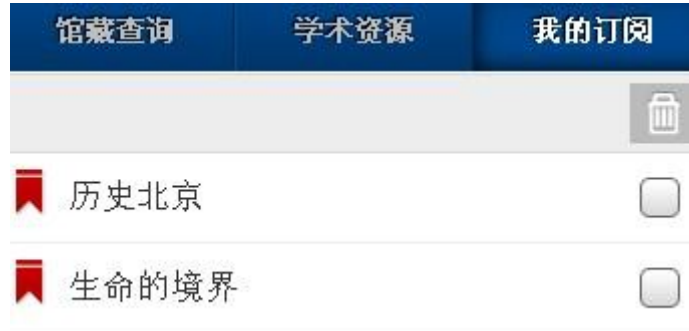 馆藏查询 学术资源 我的订阅
历史北京
生命的境界